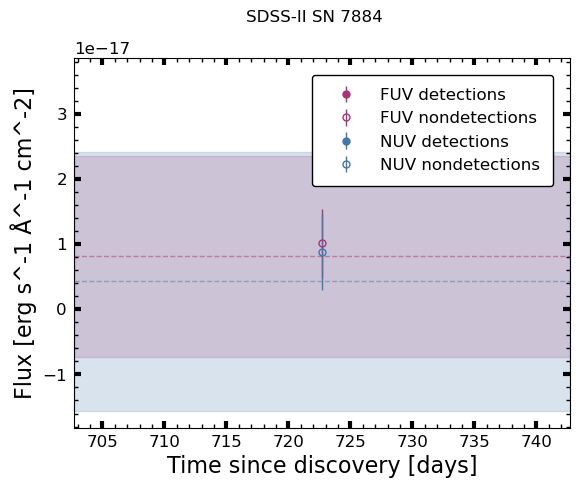 SDSS-II SN 7884
1e−17
FUV detections
FUV nondetections
NUV detections
NUV nondetections
3
2
1
0
−1
Flux [erg s^-1 Å^-1 cm^-2]
705 710 715 720 725 730 735 740
Time since discovery [days]